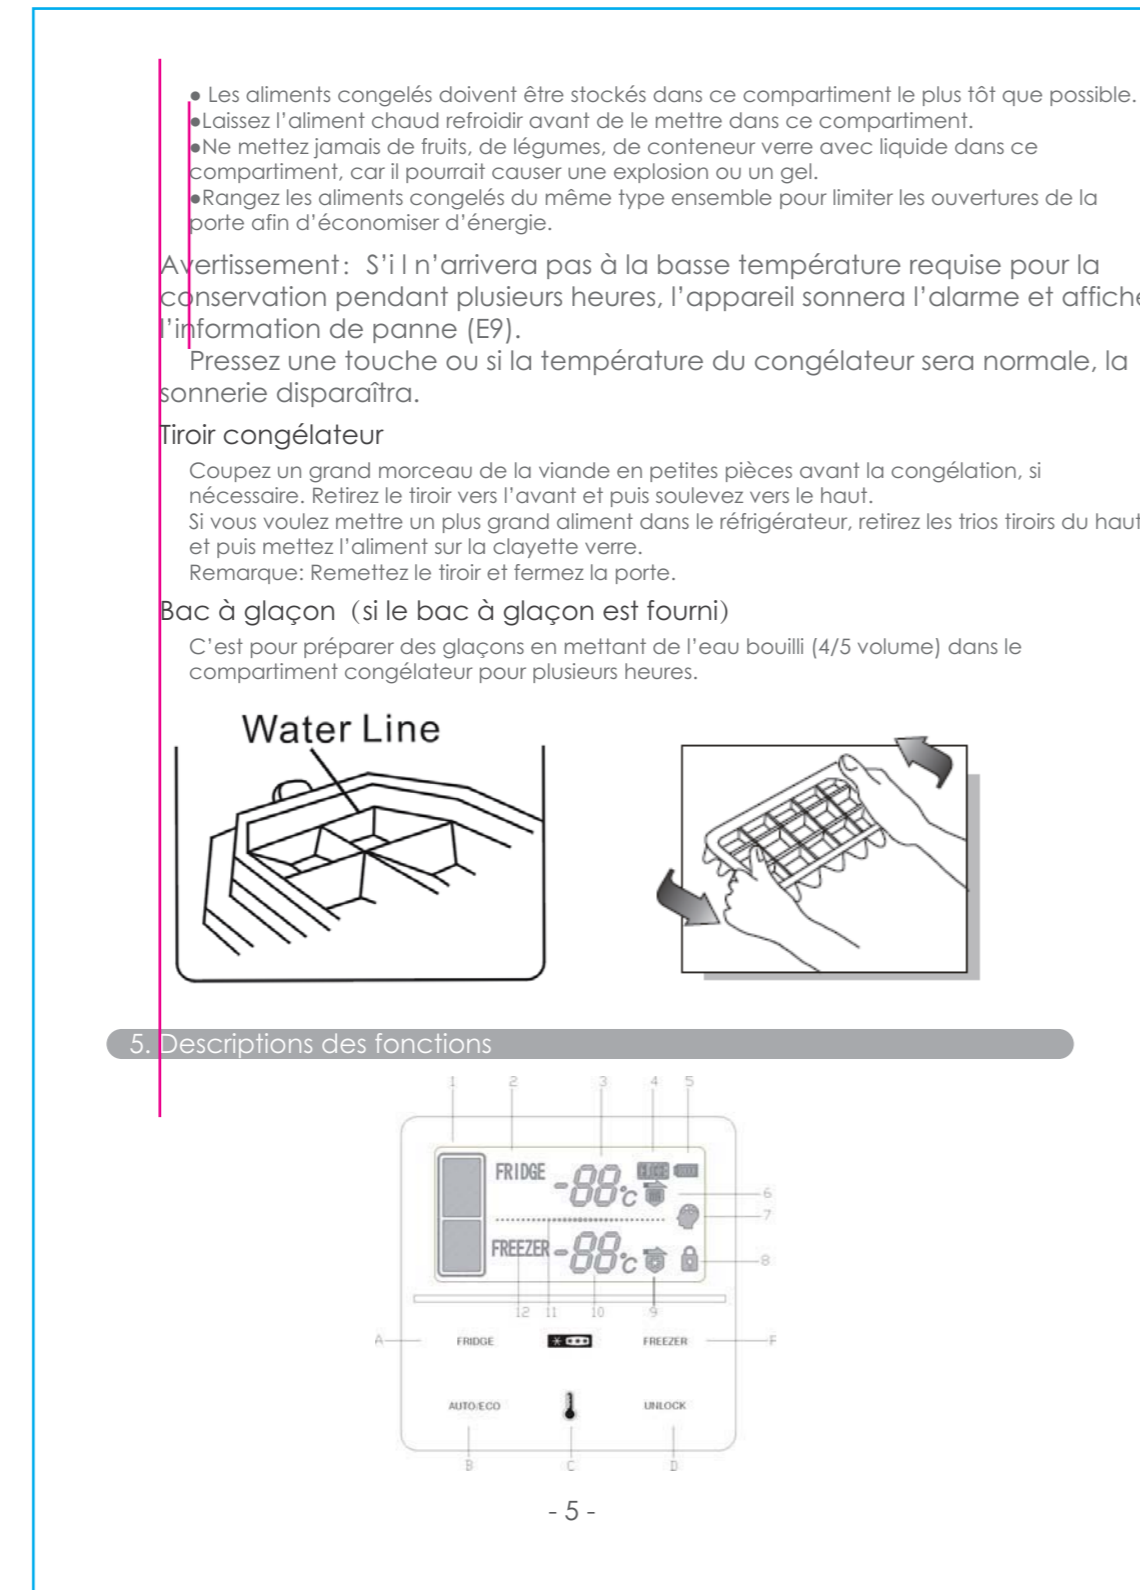 ● Les aliments congelés doivent être stockés dans ce compartiment le plus tôt que possible.
●Laissez l’aliment chaud refroidir avant de le mettre dans ce compartiment.
●Ne mettez jamais de fruits, de légumes, de conteneur verre avec liquide dans ce
compartiment, car il pourrait causer une explosion ou un gel.
●Rangez les aliments congelés du même type ensemble pour limiter les ouvertures de la
porte afin d’économiser d’énergie.
Avertissement: S’i l n’arrivera pas à la basse température requise pour la
conservation pendant plusieurs heures, l’appareil sonnera l’alarme et affiche
l’information de panne (E9).
Pressez une touche ou si la température du congélateur sera normale, la
sonnerie disparaîtra.
Tiroir congélateur
Coupez un grand morceau de la viande en petites pièces avant la congélation, si
nécessaire. Retirez le tiroir vers l’avant et puis soulevez vers le haut.
Si vous voulez mettre un plus grand aliment dans le réfrigérateur, retirez les trios tiroirs du haut
et puis mettez l’aliment sur la clayette verre.
Remarque: Remettez le tiroir et fermez la porte.
Bac à glaçon（si le bac à glaçon est fourni）
C’est pour préparer des glaçons en mettant de l’eau bouilli (4/5 volume) dans le
compartiment congélateur pour plusieurs heures.
Water Line
5. Descriptions des fonctions
1 2 3 4 5
FRIDGE -88°C
6
7
FREEZER -88°C
8
12 11 10 9
A FRIDGE FREEZER F
AUTO/ECO UNLOCK
B C D
- 5 -